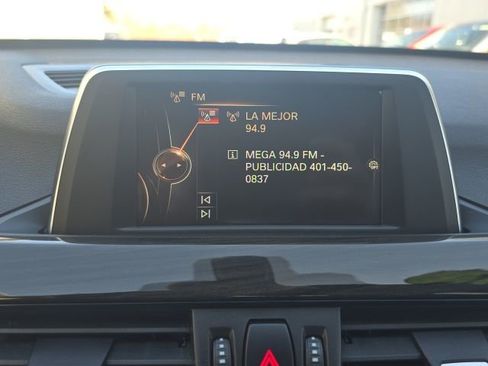 FM
LA MEJOR
94.9
MEGA 94.9 FM -
PUBLICIDAD 401-450-
0837